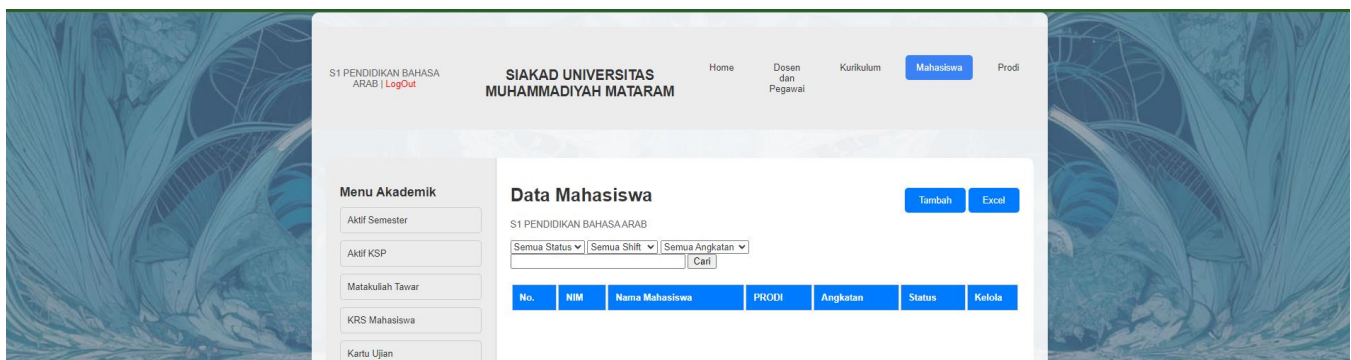 S1 PENDIDIKAN BAHASA
ARAB | LogOut
SIAKAD UNIVERSITAS
MUHAMMADIYAH MATARAM
Home
Dosen
dan
Pegawai
Kurikulum
Mahasiswa
Prodi
Menu Akademik
Aktif Semester
Aktif KSP
Matakuliah Tawar
KRS Mahasiswa
Kartu Ujian
Data Mahasiswa
Tambah
Excel
S1 PENDIDIKAN BAHASA ARAB
Semua Status Semua Shift Semua Angkatan
Cari
No. NIM Nama Mahasiswa PRODI Angkatan Status Kelola